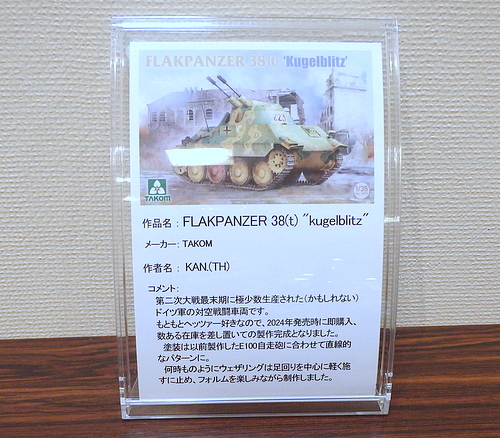 FLAKPANZER 38(t) 'Kugelblitz'
TAKOM
1/35
作品名 : FLAKPANZER 38(t) "kugelblitz"
メーカー: TAKOM
作者名 : KAN.(TH)
コメント:
第二次大戦最末期に極少数生産された(かもしれない)
ドイツ軍の対空戦闘車両です。
もともとヘッツァー好きなので、2024年発売時に即購入、
数ある在庫を差し置いての製作完成となりました。
塗装は以前製作したE100自走砲に合わせて直線的
なパターンに。
何時ものようにウェザリングは足回りを中心に軽く施
すに止め、フォルムを楽しみながら制作しました。